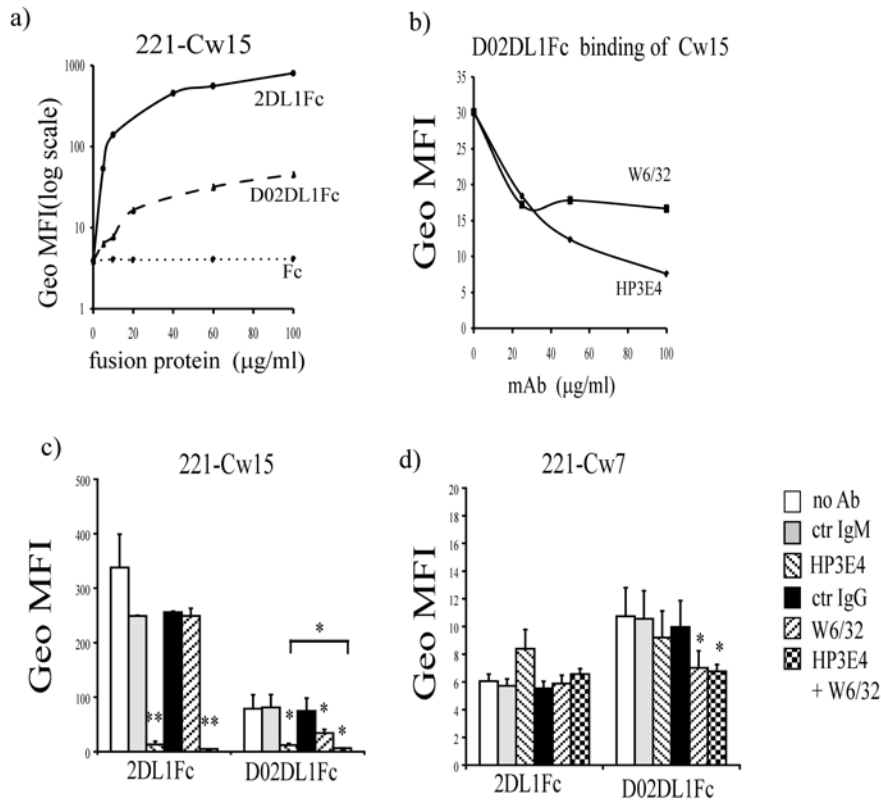 a)
221-Cw15
Geo MFI(log scale)
1000
100
10
1
2DL1Fc
D02DL1Fc
Fc
0 20 40 60 80 100
fusion protein (μg/ml)
b)
D02DL1Fc binding of Cw15
Geo MFI
35
30
25
20
15
10
5
0
W6/32
HP3E4
0 20 40 60 80 100
mAb (μg/ml)
c)
221-Cw15
Geo MFI
500
400
300
200
100
0
**
**
*
*
*
*
2DL1Fc D02DL1Fc
d)
221-Cw7
Geo MFI
20
18
16
14
12
10
8
6
4
2
0
* *
2DL1Fc D02DL1Fc
no Ab
ctr IgM
HP3E4
ctr IgG
W6/32
HP3E4
+ W6/32